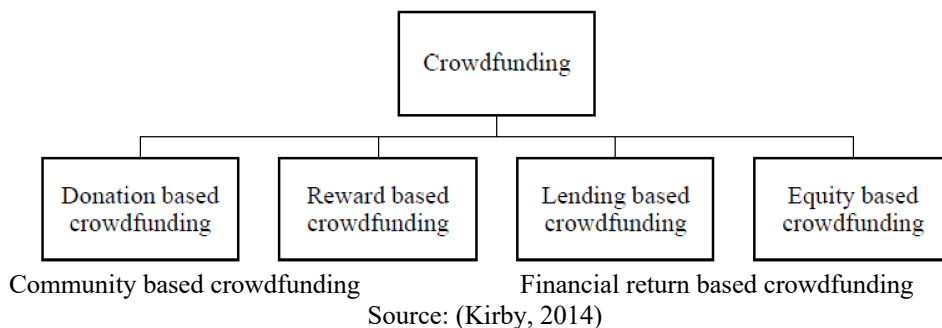 Crowdfunding
Donation based
crowdfunding
Reward based
crowdfunding
Lending based
crowdfunding
Equity based
crowdfunding
Community based crowdfunding
Financial return based crowdfunding
Source: (Kirby, 2014)